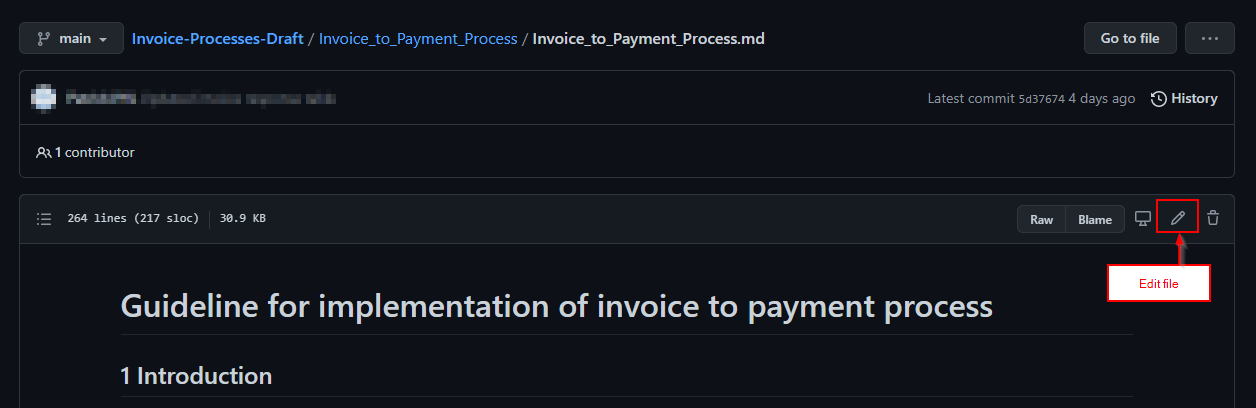 main Invoice-Processes-Draft / Invoice_to_Payment_Process / Invoice_to_Payment_Process.md Go to file ...
Latest commit 5d37674 4 days ago History
1 contributor
264 lines (217 sloc) 30.9 KB Raw Blame
Edit file
Guideline for implementation of invoice to payment process
1 Introduction